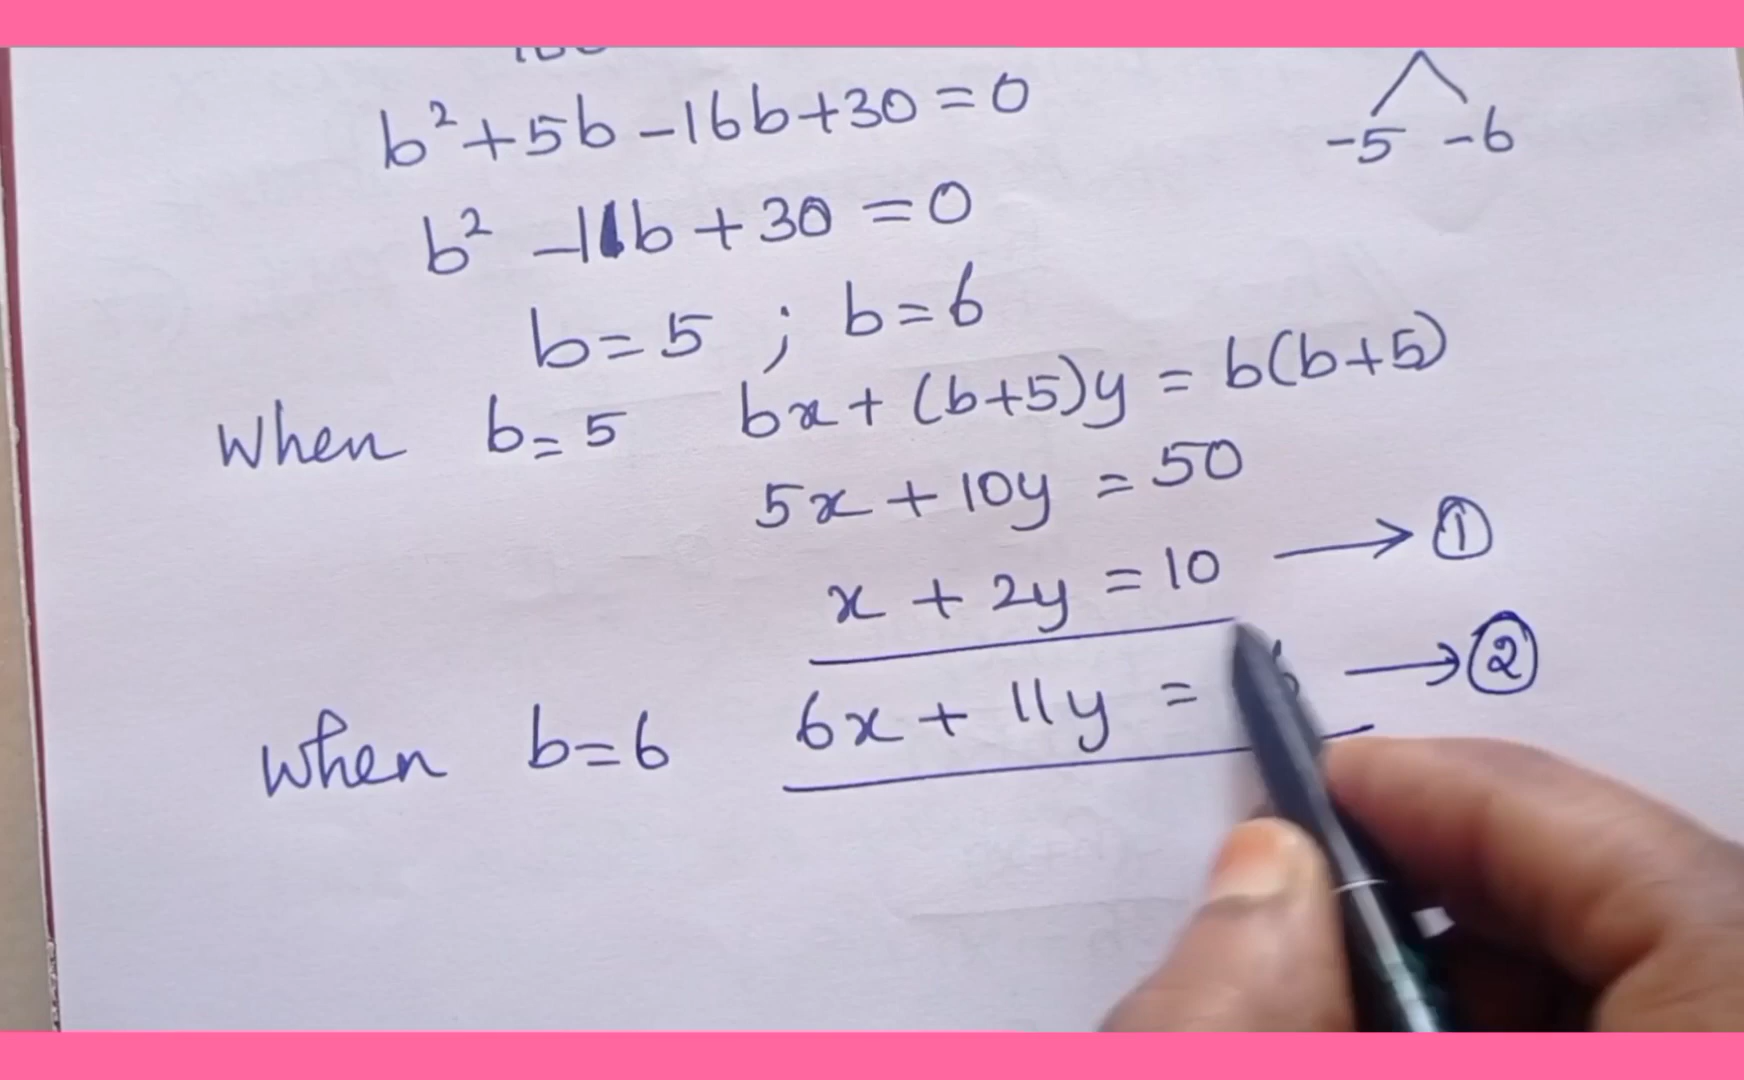 b² + 5b - 16b + 30 = 0
-5 -6
b² - 11b + 30 = 0
b = 5 ; b = 6
When b = 5 bx + (b+5)y = b(b+5)
5x + 10y = 50
x + 2y = 10 → ①
When b = 6 6x + 11y = → ②